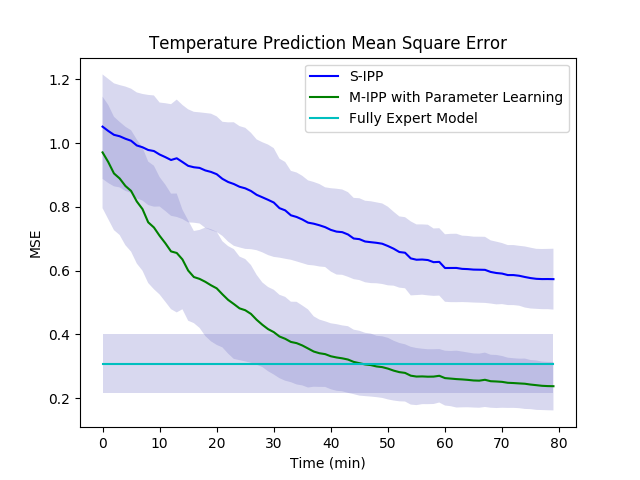 Temperature Prediction Mean Square Error
S-IPP
M-IPP with Parameter Learning
Fully Expert Model
MSE
1.2
1.0
0.8
0.6
0.4
0.2
0 10 20 30 40 50 60 70 80
Time (min)